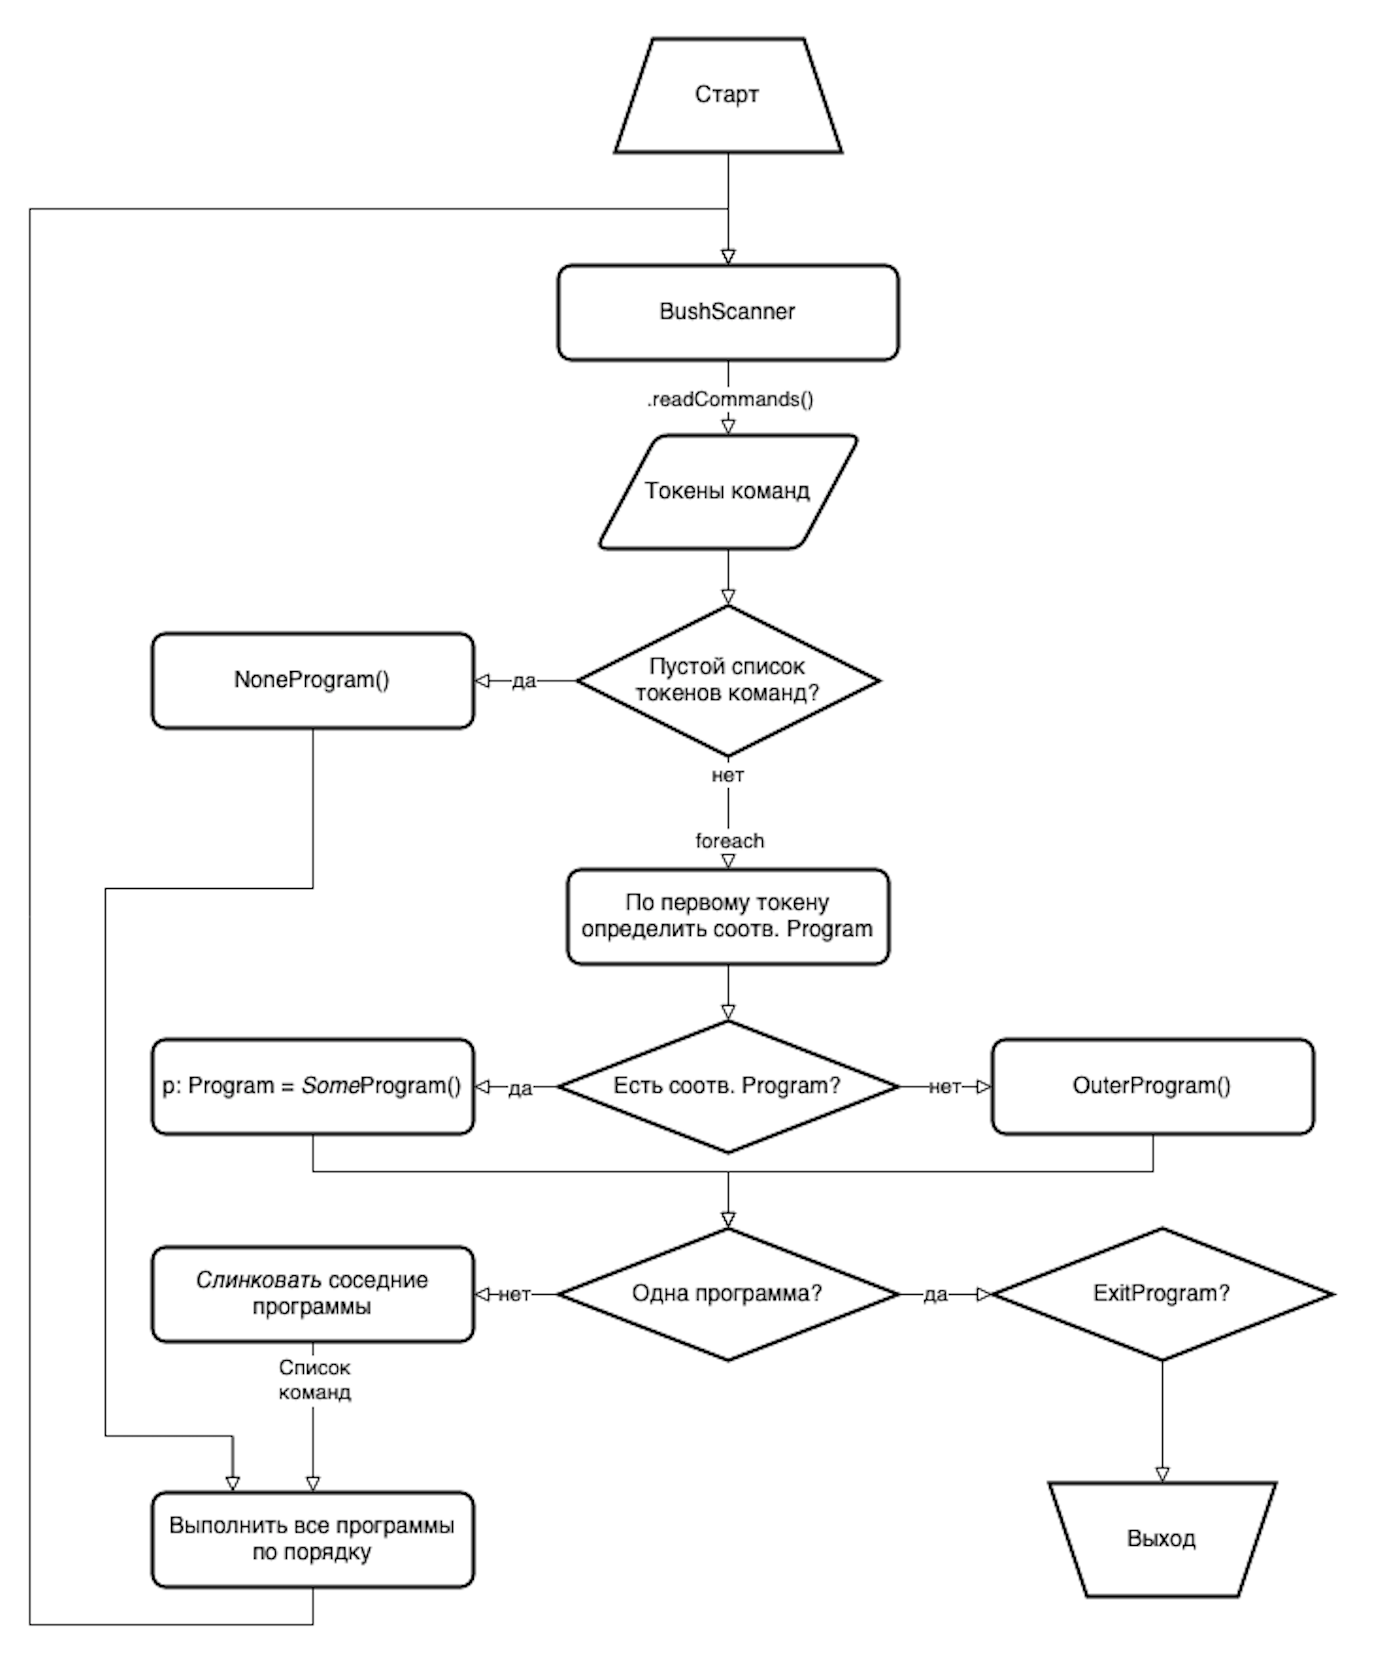 Старт
BushScanner
.readCommands()
Токены команд
Пустой список
токенов команд?
да
NoneProgram()
нет
foreach
По первому токену
определить соотв. Program
Есть соотв. Program?
да
p: Program = SomeProgram()
нет
OuterProgram()
Одна программа?
нет
Слинковать соседние
программы
да
ExitProgram?
Список
команд
Выполнить все программы
по порядку
Выход